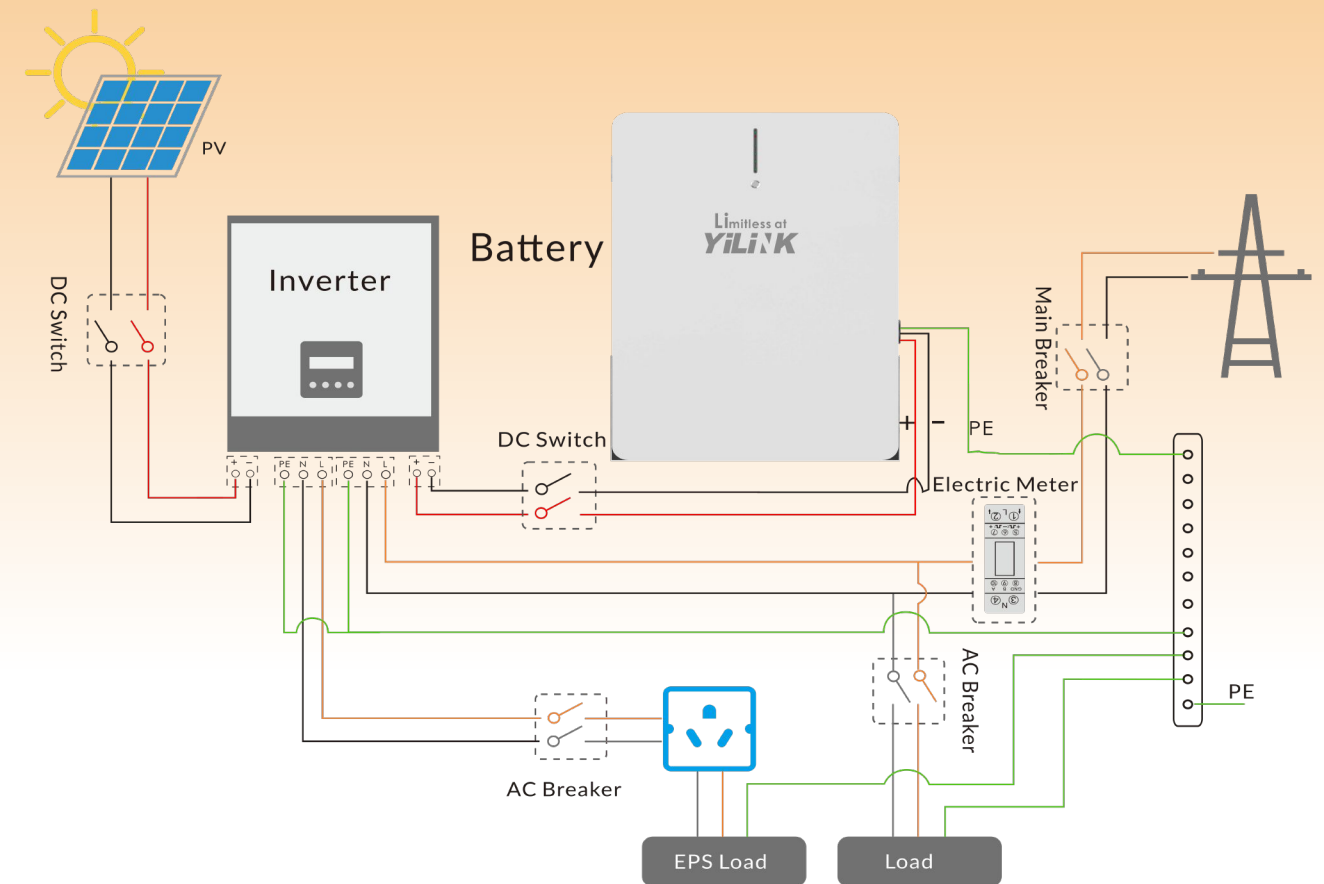 PV
Limitless at
YiLiNK
Battery
Inverter
DC Switch
Main Breaker
DC Switch
+ −
PE
Electric Meter
+ −
PE N L
PE N L
+ −
L
N
AC Breaker
PE
AC Breaker
EPS Load
Load